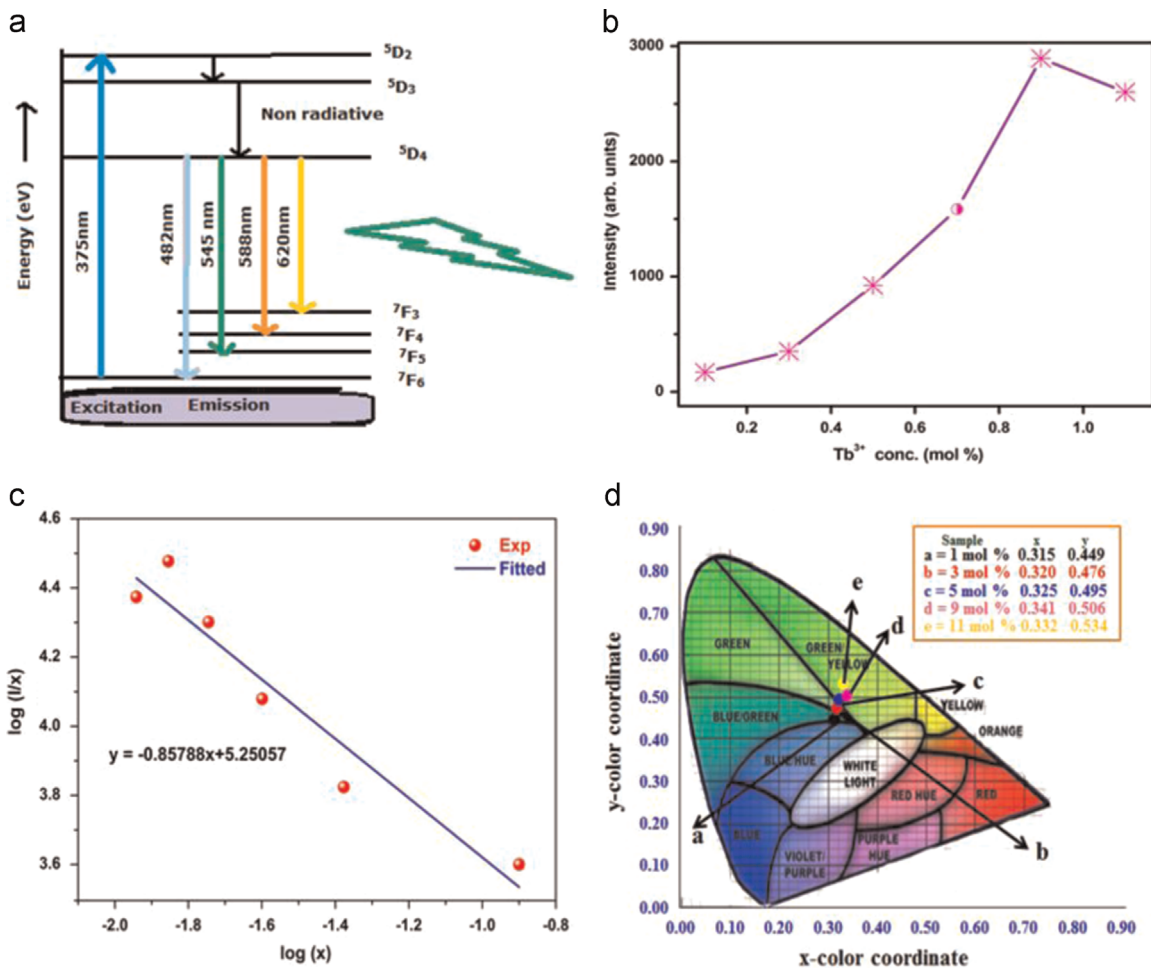 a
⁵D₂
⁵D₃
Non radiative
⁵D₄
Energy (eV)
375nm
482nm
545 nm
588nm
620nm
⁷F₃
⁷F₄
⁷F₅
⁷F₆
Excitation Emission
b
3000
2000
1000
0
Intensity (arb. units)
0.2 0.4 0.6 0.8 1.0
Tb³⁺ conc. (mol %)
c
4.6
4.4
4.2
4.0
3.8
3.6
log (I/x)
Exp
Fitted
y = -0.85788x+5.25057
-2.0 -1.8 -1.6 -1.4 -1.2 -1.0 -0.8
log (x)
d
0.90
0.80
0.70
0.60
0.50
0.40
0.30
0.20
0.10
0.00
y-color coordinate
Sample x y
a = 1 mol % 0.315 0.449
b = 3 mol % 0.320 0.476
c = 5 mol % 0.325 0.495
d = 9 mol % 0.341 0.506
e = 11 mol % 0.332 0.534
e
d
c
GREEN
GREEN/
YELLOW
YELLOW
BLUE/GREEN
ORANGE
BLUE HUE
WHITE
LIGHT
RED HUE
RED
a
BLUE
VIOLET/
PURPLE
PURPLE
HUE
b
0.00 0.10 0.20 0.30 0.40 0.50 0.60 0.70 0.80 0.90
x-color coordinate